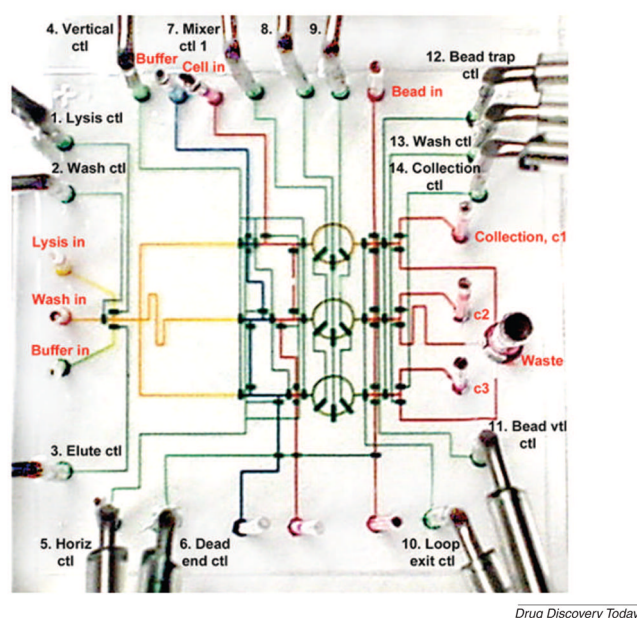 4. Vertical
ctl
7. Mixer
ctl 1
8.
9.
Buffer
Cell in
Bead in
12. Bead trap
ctl
1. Lysis ctl
13. Wash ctl
2. Wash ctl
14. Collection
ctl
Lysis in
Collection, c1
Wash in
c2
Buffer in
Waste
c3
3. Elute ctl
11. Bead vtl
ctl
5. Horiz
ctl
6. Dead
end ctl
10. Loop
exit ctl
Drug Discovery Today